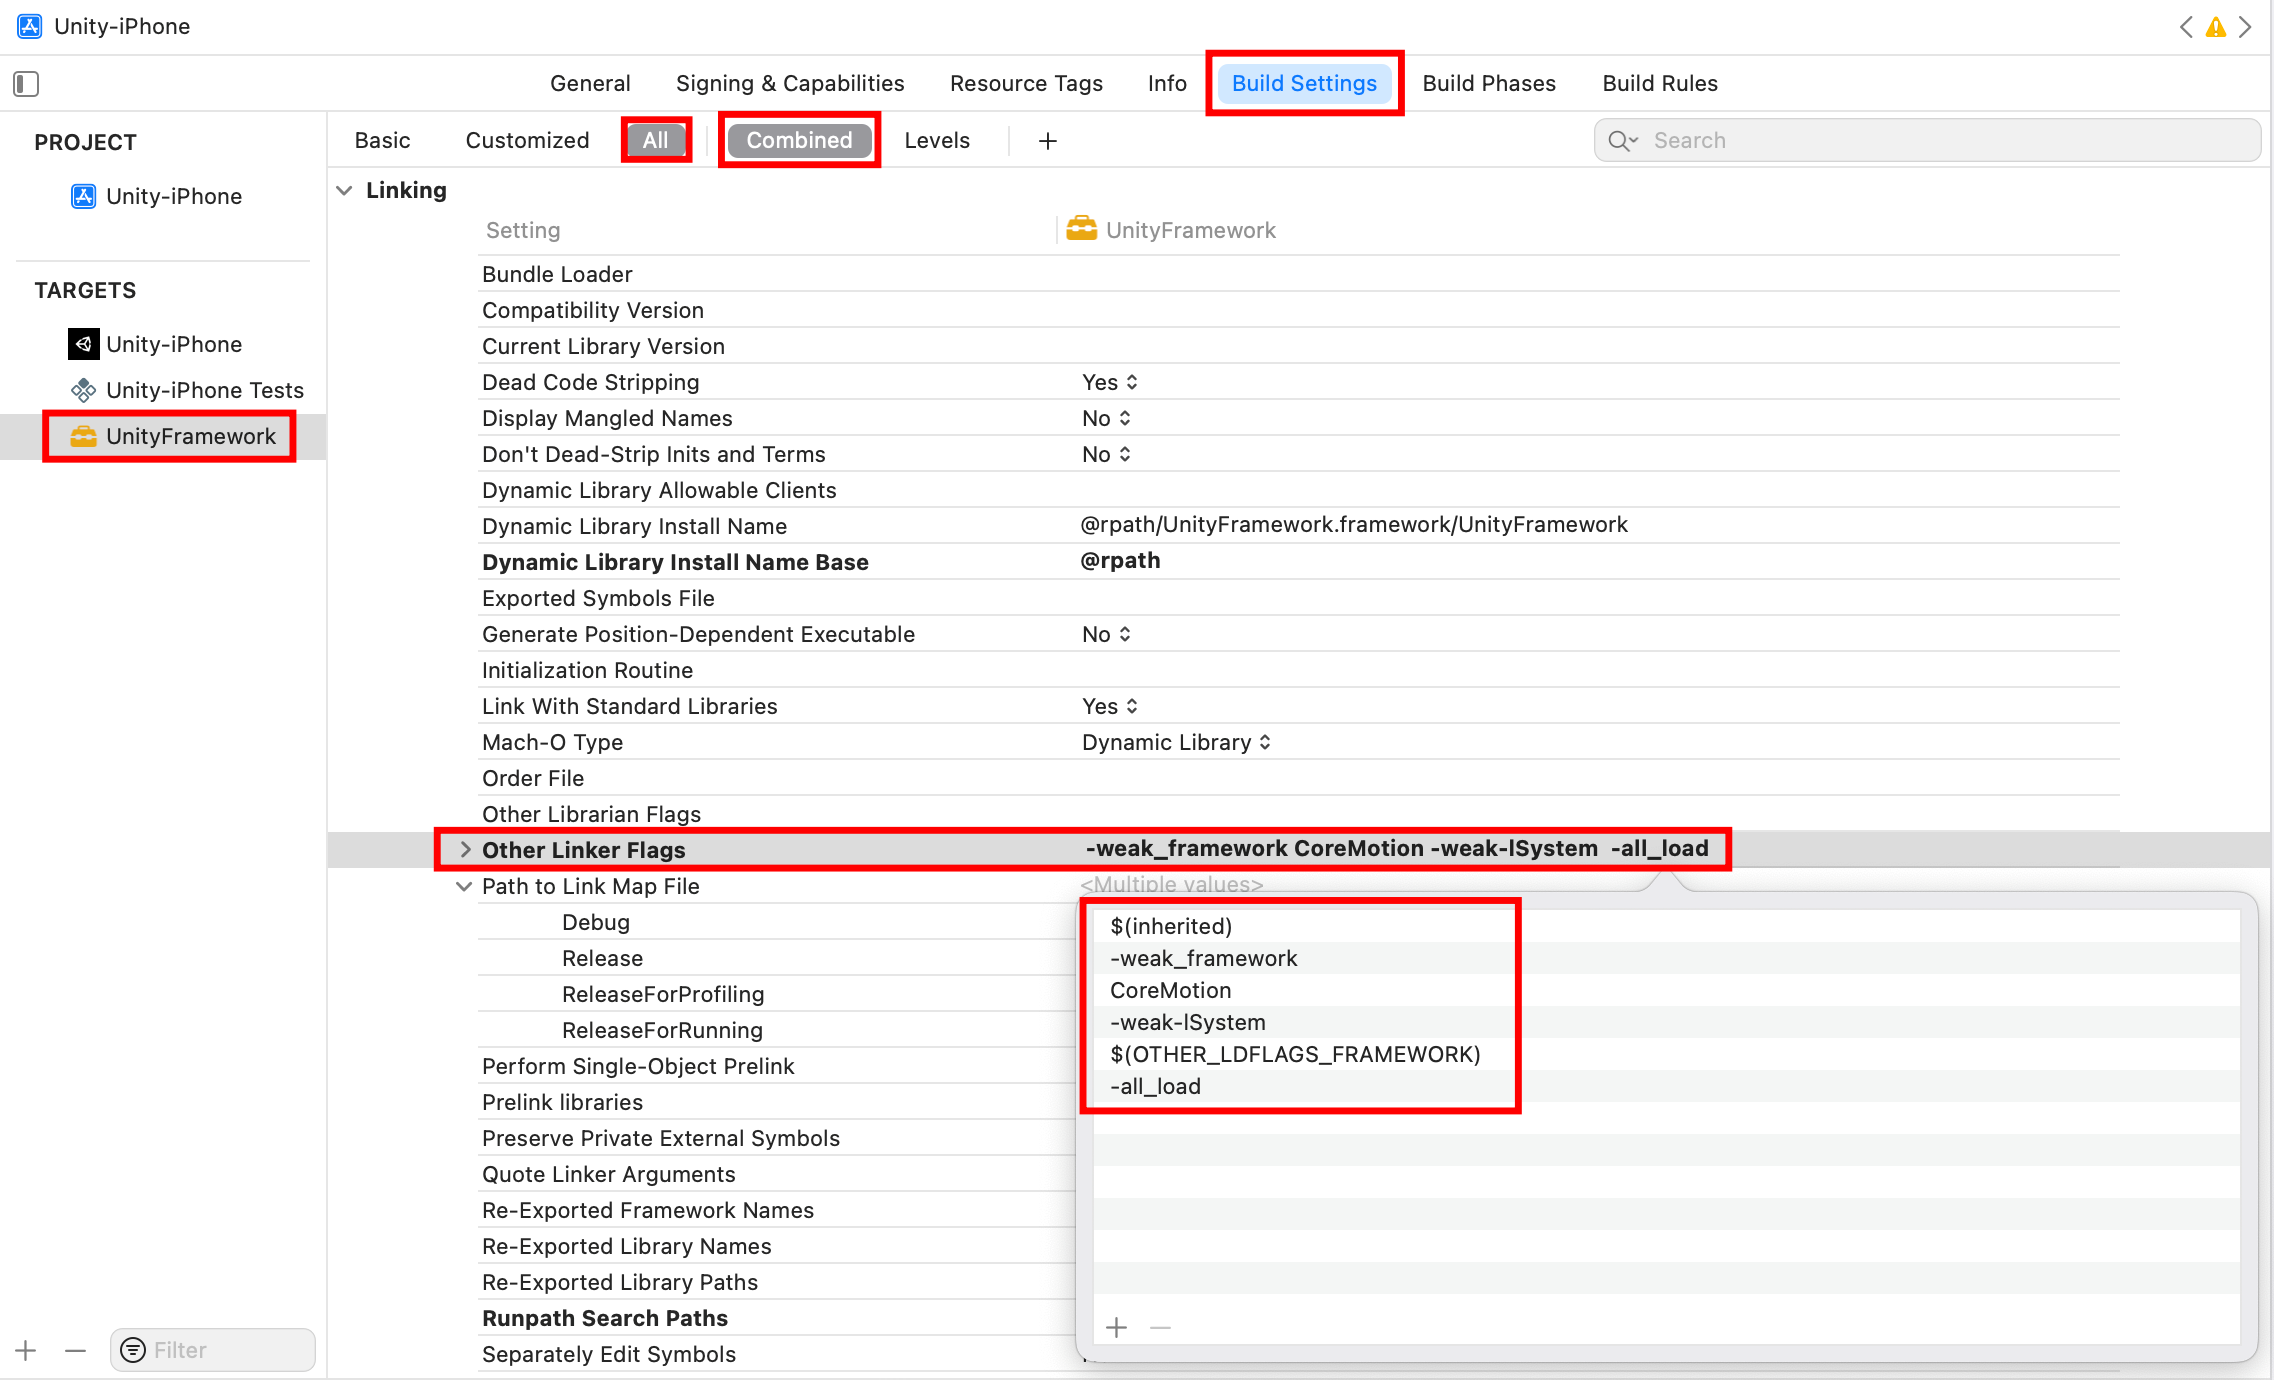 Unity-iPhone
General Signing & Capabilities Resource Tags Info Build Settings Build Phases Build Rules
PROJECT
Unity-iPhone
TARGETS
Unity-iPhone
Unity-iPhone Tests
UnityFramework
Filter
Basic Customized All Combined Levels Search
Linking
Setting UnityFramework
Bundle Loader
Compatibility Version
Current Library Version
Dead Code Stripping Yes
Display Mangled Names No
Don't Dead-Strip Inits and Terms No
Dynamic Library Allowable Clients
Dynamic Library Install Name @rpath/UnityFramework.framework/UnityFramework
Dynamic Library Install Name Base @rpath
Exported Symbols File
Generate Position-Dependent Executable No
Initialization Routine
Link With Standard Libraries Yes
Mach-O Type Dynamic Library
Order File
Other Librarian Flags
Other Linker Flags -weak_framework CoreMotion -weak-lSystem -all_load
Path to Link Map File <Multiple values>
Debug
Release
ReleaseForProfiling
ReleaseForRunning
Perform Single-Object Prelink
Prelink libraries
Preserve Private External Symbols
Quote Linker Arguments
Re-Exported Framework Names
Re-Exported Library Names
Re-Exported Library Paths
Runpath Search Paths
Separately Edit Symbols
$(inherited)
-weak_framework
CoreMotion
-weak-lSystem
$(OTHER_LDFLAGS_FRAMEWORK)
-all_load